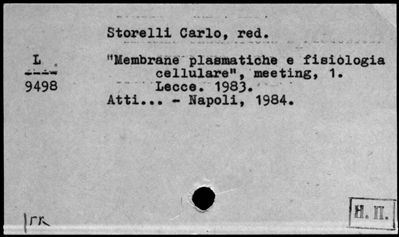 Storelli Carlo, red.
L
----
9498
"Membrane plasmatiche e fisiologia
cellulare", meeting, 1.
Lecce. 1983.
Atti... - Napoli, 1984.
Н. П.